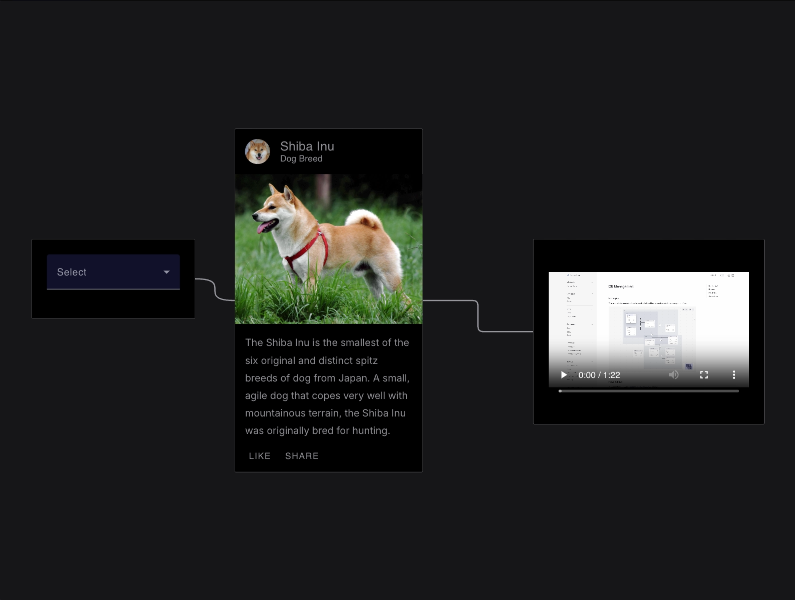 Select
Shiba Inu
Dog Breed
The Shiba Inu is the smallest of the
six original and distinct spitz
breeds of dog from Japan. A small,
agile dog that copes very well with
mountainous terrain, the Shiba Inu
was originally bred for hunting.
LIKE SHARE
0:00 / 1:22